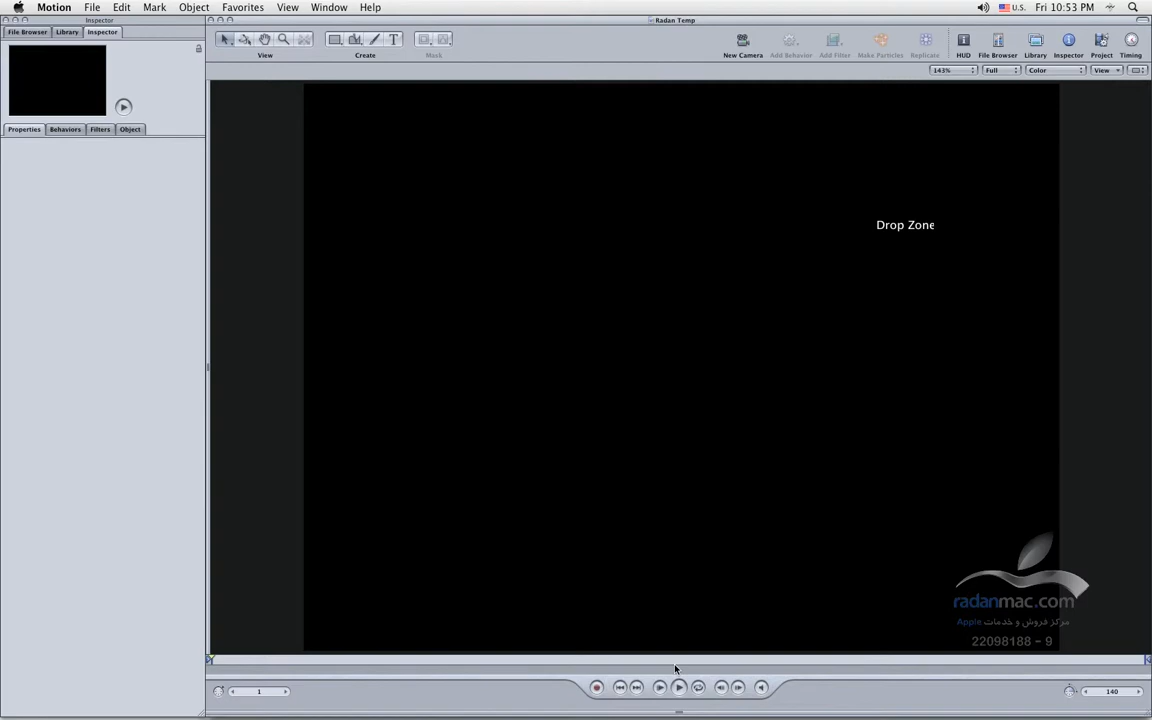 Motion File Edit Mark Object Favorites View Window Help U.S. Fri 10:53 PM
Inspector Radan Temp
File Browser Library Inspector
View Create Mask New Camera Add Behavior Add Filter Make Particles Replicate HUD File Browser Library Inspector Project Timing
143% Full Color View
Properties Behaviors Filters Object
Drop Zone
radanmac.com
مرکز فروش و خدمات Apple
22098188 - 9
1 140